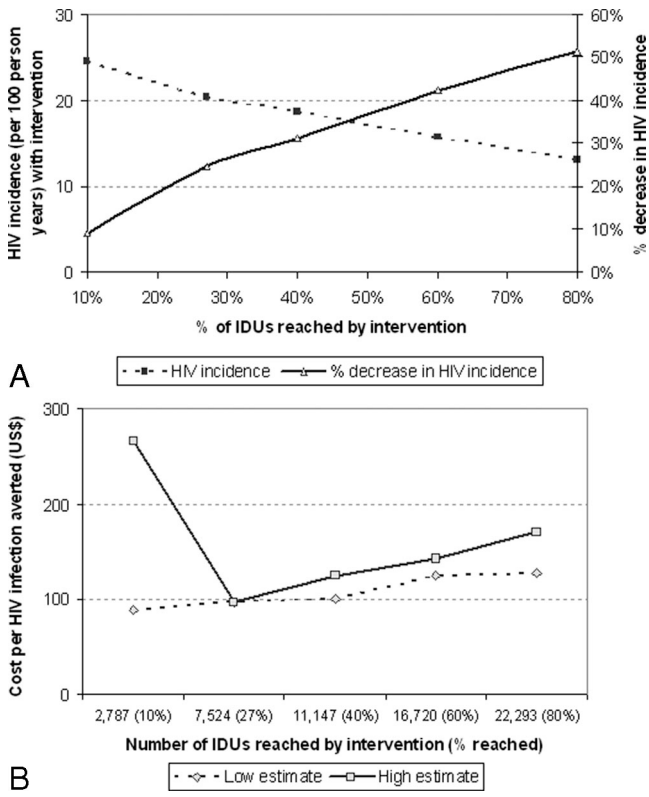 30
20
10
0
60%
50%
40%
30%
20%
10%
0%
HIV incidence (per 100 person
years) with intervention
% decrease in HIV incidence
10% 20% 30% 40% 50% 60% 70% 80%
% of IDUs reached by intervention
A
HIV incidence % decrease in HIV incidence
300
200
100
0
Cost per HIV infection averted (US$)
2,787 (10%) 7,524 (27%) 11,147 (40%) 16,720 (60%) 22,293 (80%)
Number of IDUs reached by intervention (% reached)
B
Low estimate High estimate